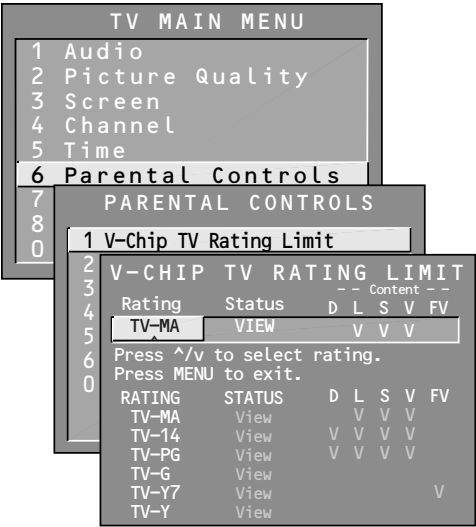 TV MAIN MENU
1 Audio
2 Picture Quality
3 Screen
4 Channel
5 Time
6 Parental Controls
7
8
0
PARENTAL CONTROLS
1 V-Chip TV Rating Limit
2
3
4
5
6
0
V-CHIP TV RATING LIMIT
-- Content --
Rating Status D L S V FV
TV-MA VIEW V V V
^
Press ^/v to select rating.
Press MENU to exit.
RATING STATUS D L S V FV
TV-MA View V V V
TV-14 View V V V V
TV-PG View V V V V
TV-G View
TV-Y7 View V
TV-Y View